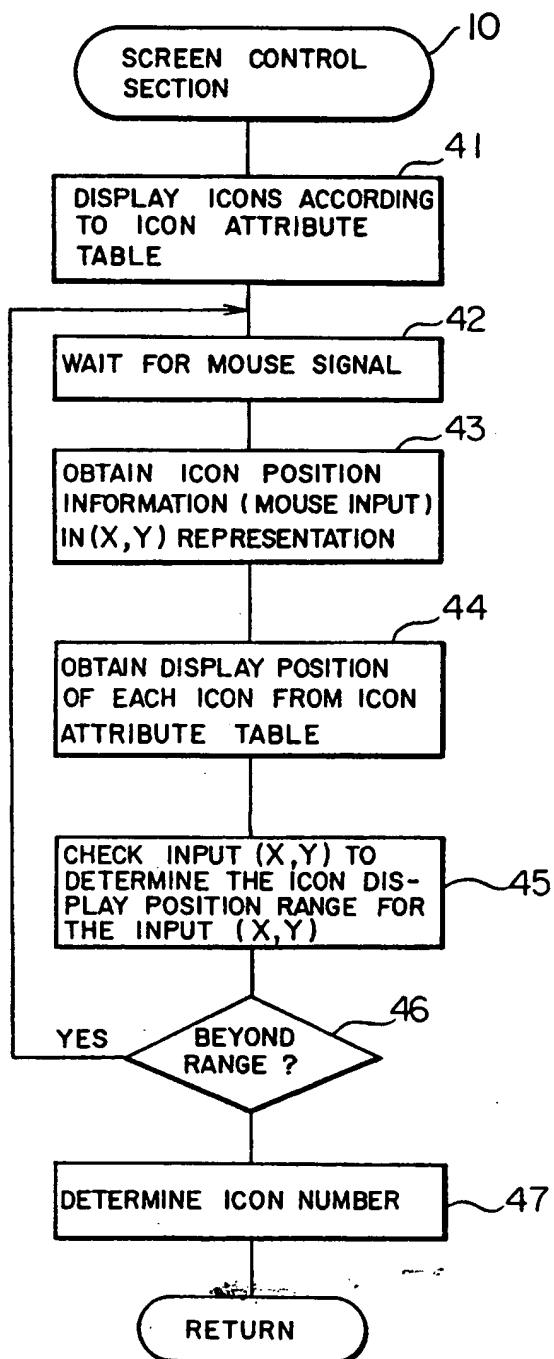 10
SCREEN CONTROL
SECTION
41
DISPLAY ICONS ACCORDING
TO ICON ATTRIBUTE
TABLE
42
WAIT FOR MOUSE SIGNAL
43
OBTAIN ICON POSITION
INFORMATION (MOUSE INPUT)
IN (X,Y) REPRESENTATION
44
OBTAIN DISPLAY POSITION
OF EACH ICON FROM ICON
ATTRIBUTE TABLE
CHECK INPUT (X,Y) TO
DETERMINE THE ICON DIS-
PLAY POSITION RANGE FOR
THE INPUT (X,Y)
45
46
YES
BEYOND
RANGE ?
DETERMINE ICON NUMBER
47
RETURN